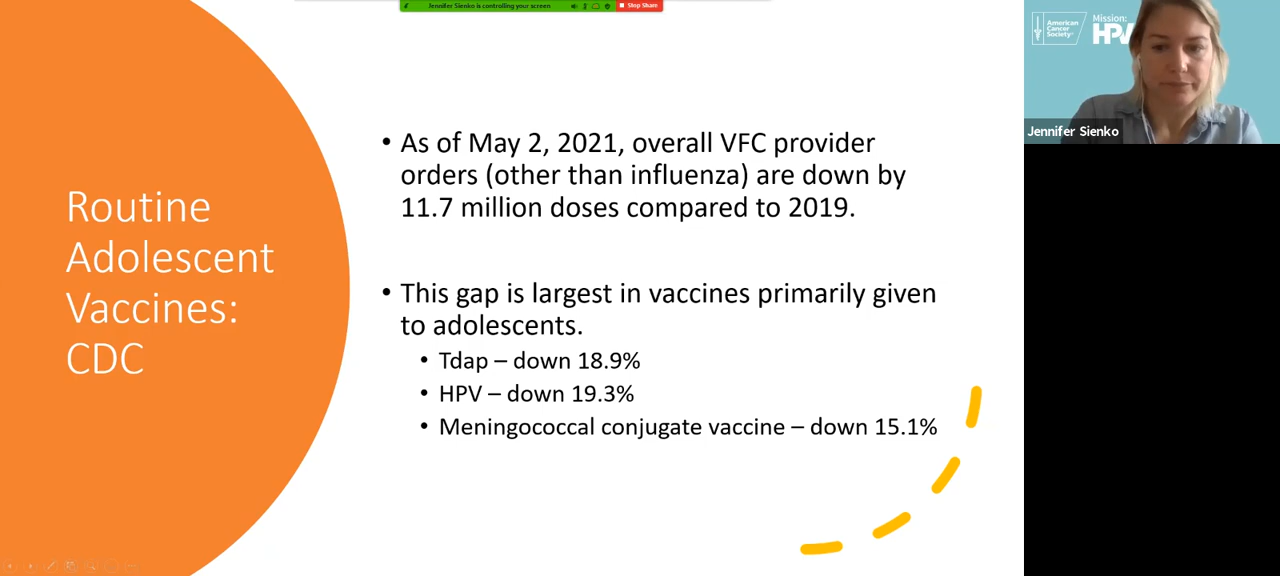 Jennifer Sienko is controlling your screen
Stop Share
American
Cancer
Society
Mission:
HPV
Jennifer Sienko
Routine
Adolescent
Vaccines:
CDC
• As of May 2, 2021, overall VFC provider
orders (other than influenza) are down by
11.7 million doses compared to 2019.
• This gap is largest in vaccines primarily given
to adolescents.
• Tdap – down 18.9%
• HPV – down 19.3%
• Meningococcal conjugate vaccine – down 15.1%